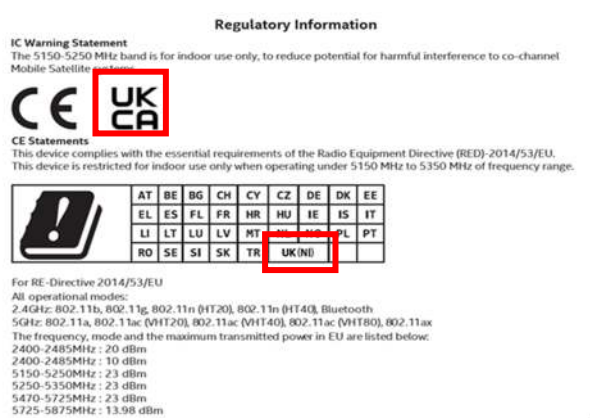 Regulatory Information
IC Warning Statement
The 5150-5250 MHz band is for indoor use only, to reduce potential for harmful interference to co-channel
Mobile Satellite systems.
CE UK
CA
CE Statements
This device complies with the essential requirements of the Radio Equipment Directive (RED)-2014/53/EU.
This device is restricted for indoor use only when operating under 5150 MHz to 5350 MHz of frequency range.
AT BE BG CH CY CZ DE DK EE
EL ES FL FR HR HU IE IS IT
LI LT LU LV MT NL NO PL PT
RO SE SI SK TR UK(NI)
For RE-Directive 2014/53/EU
All operational modes:
2.4GHz: 802.11b, 802.11g, 802.11n (HT20), 802.11n (HT40), Bluetooth
5GHz: 802.11a, 802.11ac (VHT20), 802.11ac (VHT40), 802.11ac (VHT80), 802.11ax
The frequency, mode and the maximum transmitted power in EU are listed below:
2400-2485MHz : 20 dBm
2400-2485MHz : 10 dBm
5150-5250MHz : 23 dBm
5250-5350MHz : 23 dBm
5470-5725MHz : 23 dBm
5725-5875MHz : 13.98 dBm